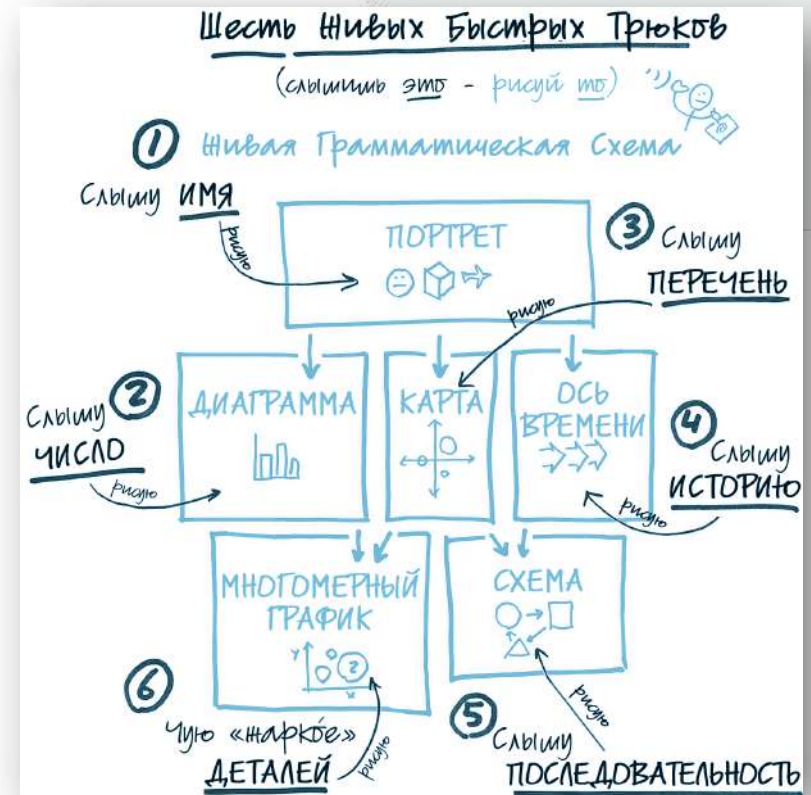 Шесть Живых Быстрых Трюков
(слышишь это - рисуй то)
1 Живая Грамматическая Схема
Слышу ИМЯ
рисую
ПОРТРЕТ
3 Слышу
ПЕРЕЧЕНЬ
рисую
2 Слышу
ЧИСЛО
рисую
ДИАГРАММА
КАРТА
ОСЬ
ВРЕМЕНИ
4 Слышу
ИСТОРИЮ
рисую
МНОГОМЕРНЫЙ
ГРАФИК
Y
2
X
СХЕМА
6
Чую «жаркóе»
ДЕТАЛЕЙ
рисую
5 Слышу
ПОСЛЕДОВАТЕЛЬНОСТЬ
рисую